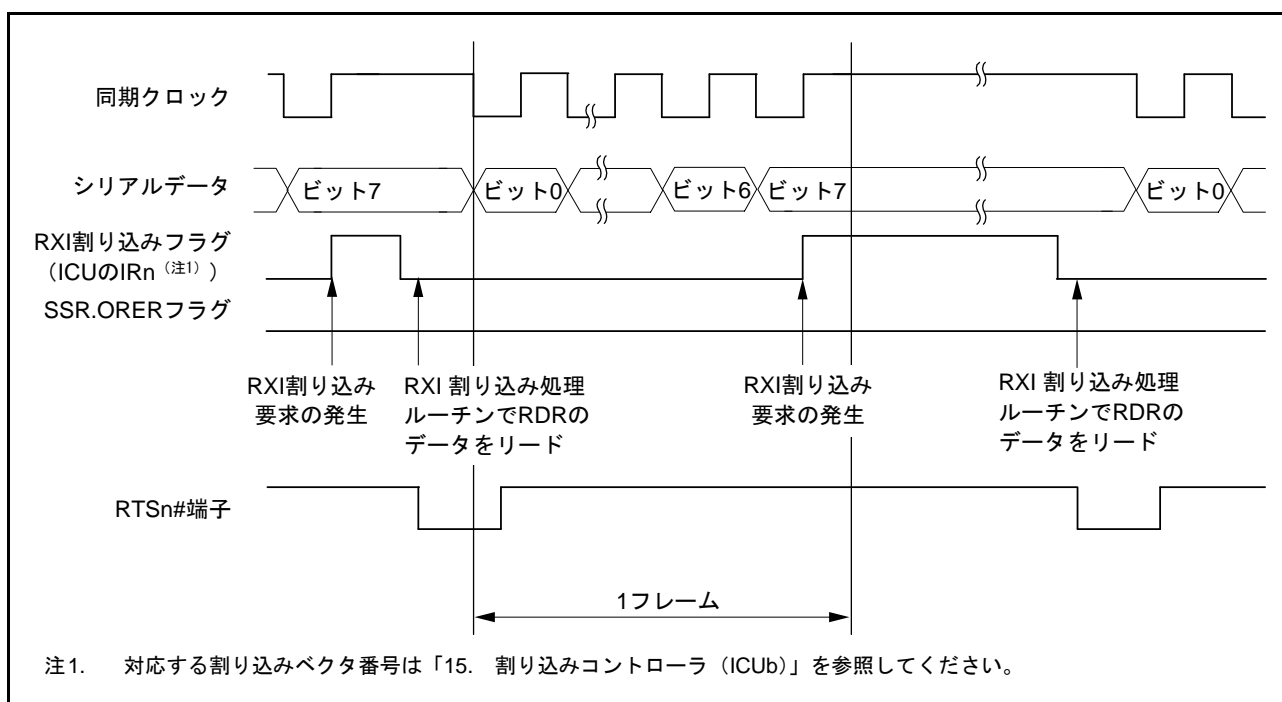 同期クロック
シリアルデータ
ビット7
ビット0
ビット6
ビット7
ビット0
RXI割り込みフラグ
(ICUのIRn (注1) )
SSR.ORERフラグ
RXI割り込み
要求の発生
RXI 割り込み処理
ルーチンでRDRの
データをリード
RXI割り込み
要求の発生
RXI 割り込み処理
ルーチンでRDRの
データをリード
RTSn#端子
1フレーム
注1. 対応する割り込みベクタ番号は「15. 割り込みコントローラ（ICUb）」を参照してください。